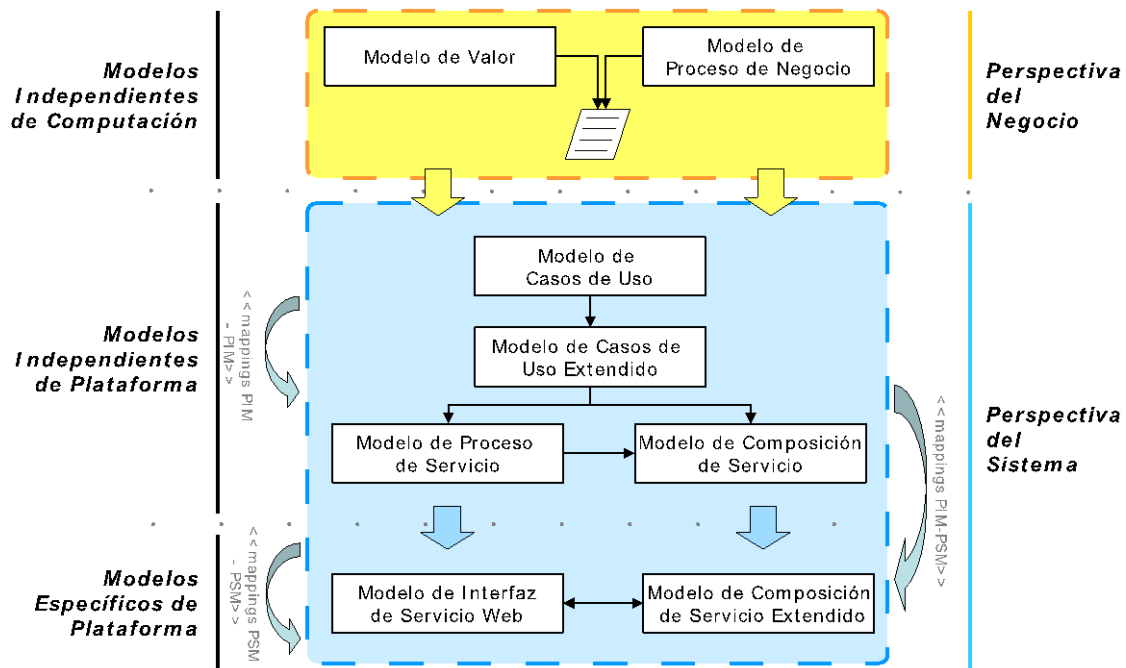 Modelos
Independientes
de Computación
Modelo de Valor
Modelo de
Proceso de Negocio
Perspectiva
del
Negocio
Modelos
Independientes
de Plataforma
<<mappings PIM
- PIM>>
Modelo de
Casos de Uso
Modelo de Casos de
Uso Extendido
Modelo de Proceso
de Servicio
Modelo de Composición
de Servicio
<<mappings PIM-PSM>>
Perspectiva
del
Sistema
Modelos
Específicos de
Plataforma
<<mappings PSM
- PSM>>
Modelo de Interfaz
de Servicio Web
Modelo de Composición
de Servicio Extendido